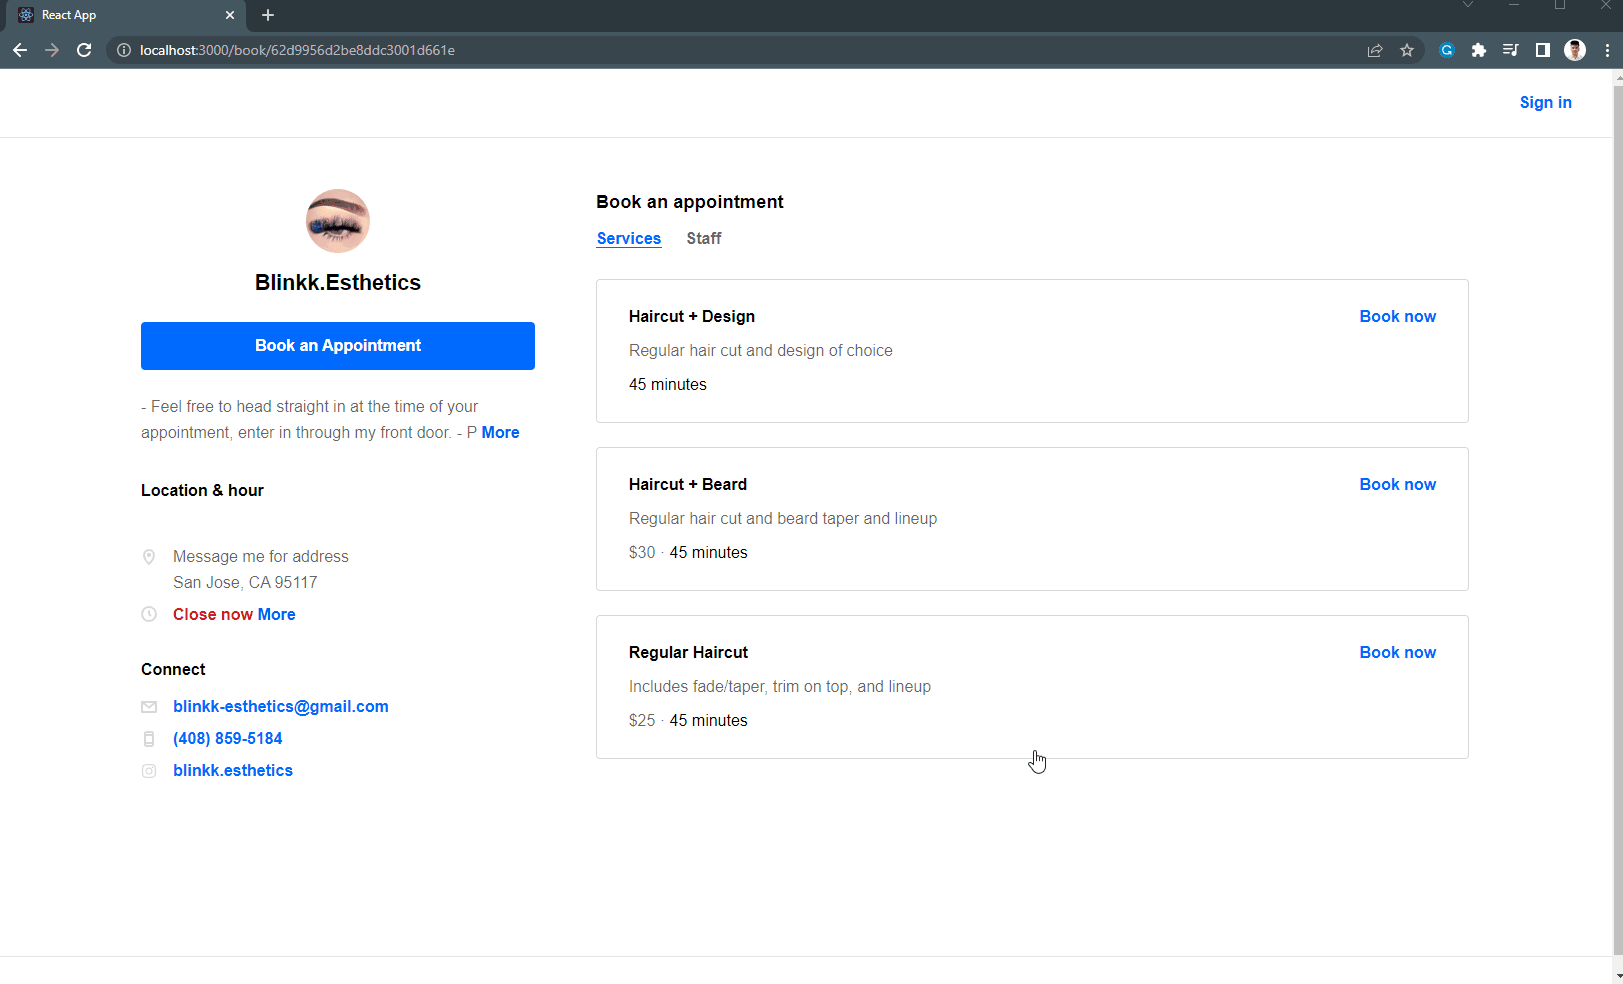 React App
localhost:3000/book/62d9956d2be8ddc3001d661e
Sign in
Blinkk.Esthetics
Book an Appointment
- Feel free to head straight in at the time of your
appointment, enter in through my front door. - P More
Location & hour
Message me for address
San Jose, CA 95117
Close now More
Connect
blinkk-esthetics@gmail.com
(408) 859-5184
blinkk.esthetics
Book an appointment
Services Staff
Haircut + Design Book now
Regular hair cut and design of choice
45 minutes
Haircut + Beard Book now
Regular hair cut and beard taper and lineup
$30 · 45 minutes
Regular Haircut Book now
Includes fade/taper, trim on top, and lineup
$25 · 45 minutes